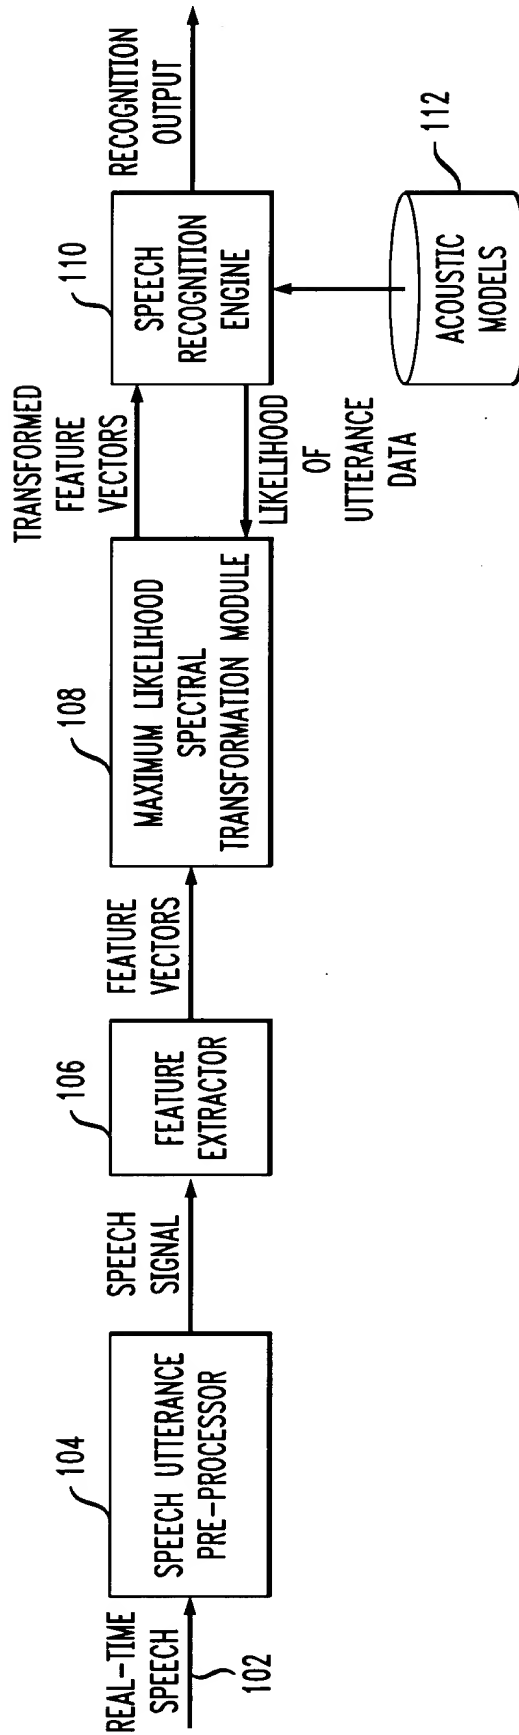 REAL-TIME
SPEECH
102
104
SPEECH UTTERANCE
PRE-PROCESSOR
SPEECH
SIGNAL
106
FEATURE
EXTRACTOR
FEATURE
VECTORS
108
MAXIMUM LIKELIHOOD
SPECTRAL
TRANSFORMATION MODULE
TRANSFORMED
FEATURE
VECTORS
LIKELIHOOD
OF
UTTERANCE
DATA
110
SPEECH
RECOGNITION
ENGINE
RECOGNITION
OUTPUT
112
ACOUSTIC
MODELS